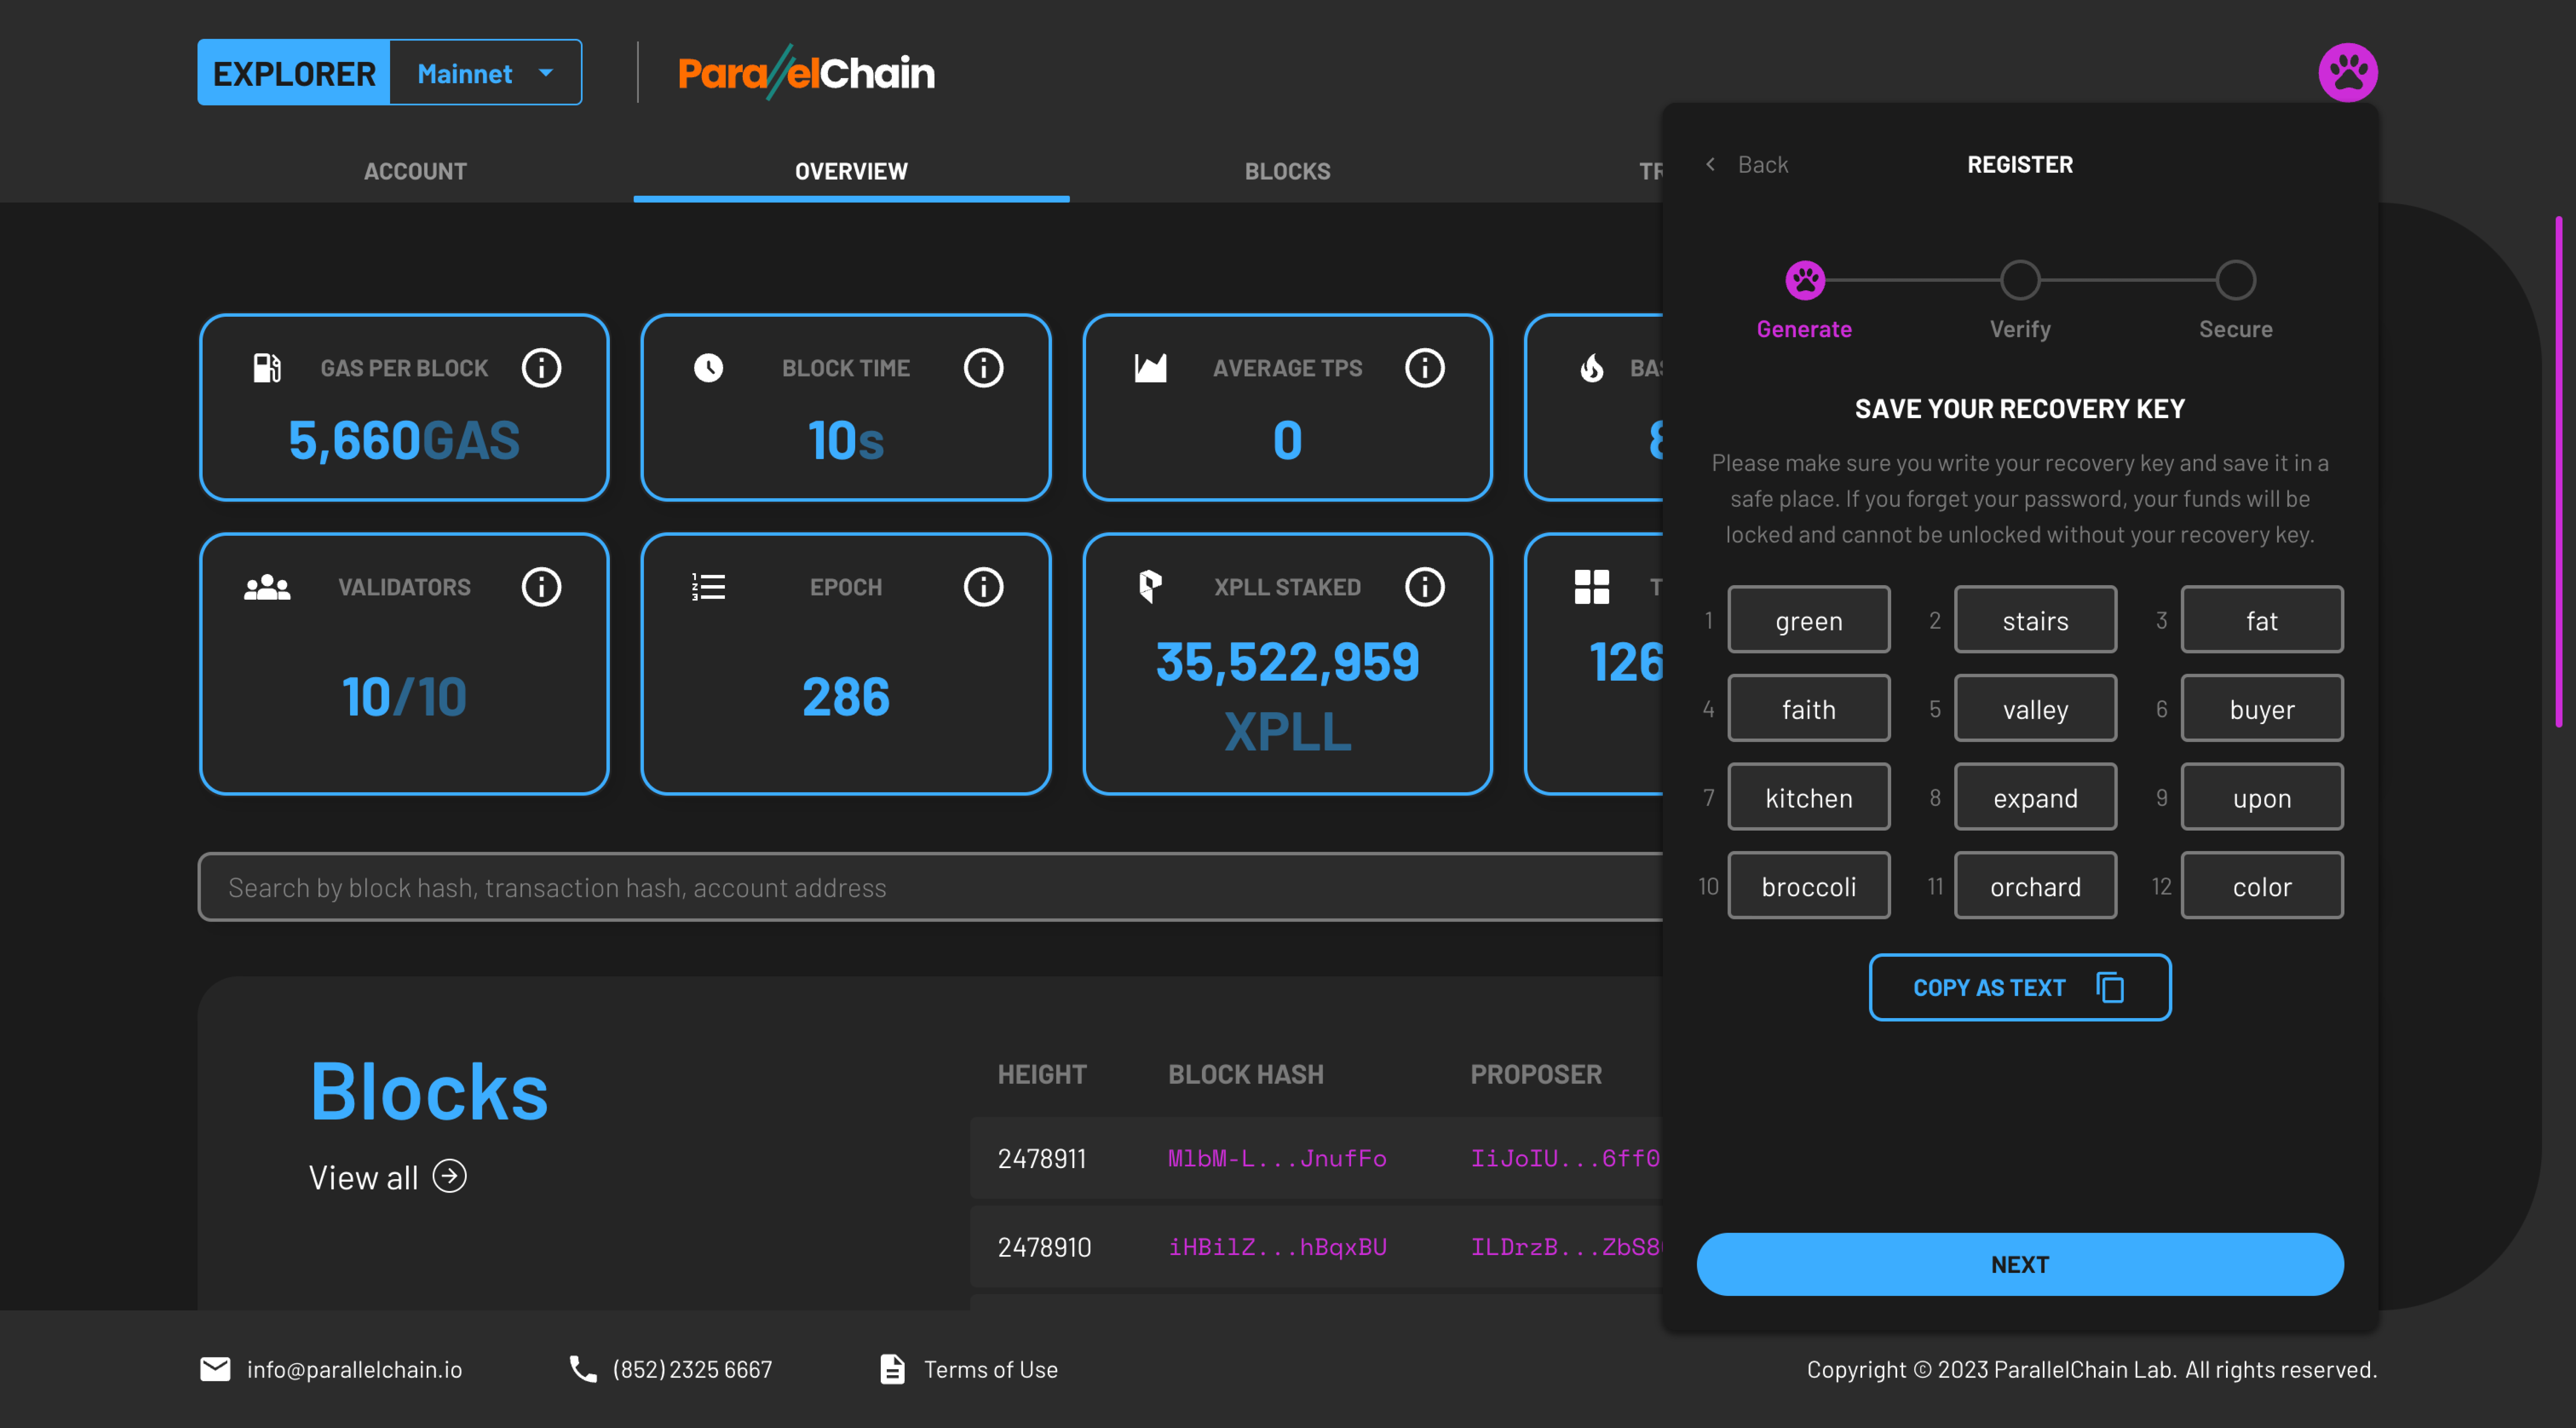 EXPLORER Mainnet ParallelChain
ACCOUNT OVERVIEW BLOCKS
GAS PER BLOCK
5,660GAS
BLOCK TIME
10s
AVERAGE TPS
0
VALIDATORS
10/10
EPOCH
286
XPLL STAKED
35,522,959
XPLL
126
Search by block hash, transaction hash, account address
Blocks
View all
HEIGHT BLOCK HASH PROPOSER
2478911 MlbM-L...JnufFo IiJoIU...6ff0
2478910 iHBilZ...hBqxBU ILDrzB...ZbS8
Back REGISTER
Generate Verify Secure
SAVE YOUR RECOVERY KEY
Please make sure you write your recovery key and save it in a
safe place. If you forget your password, your funds will be
locked and cannot be unlocked without your recovery key.
1 green 2 stairs 3 fat
4 faith 5 valley 6 buyer
7 kitchen 8 expand 9 upon
10 broccoli 11 orchard 12 color
COPY AS TEXT
NEXT
info@parallelchain.io (852) 2325 6667 Terms of Use Copyright © 2023 ParallelChain Lab. All rights reserved.